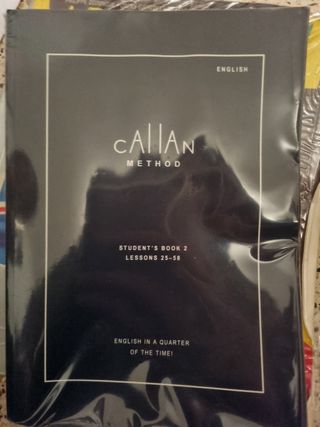 ENGLISH
CAllAN
METHOD
STUDENT'S BOOK 2
LESSONS 25–58
ENGLISH IN A QUARTER
OF THE TIME!